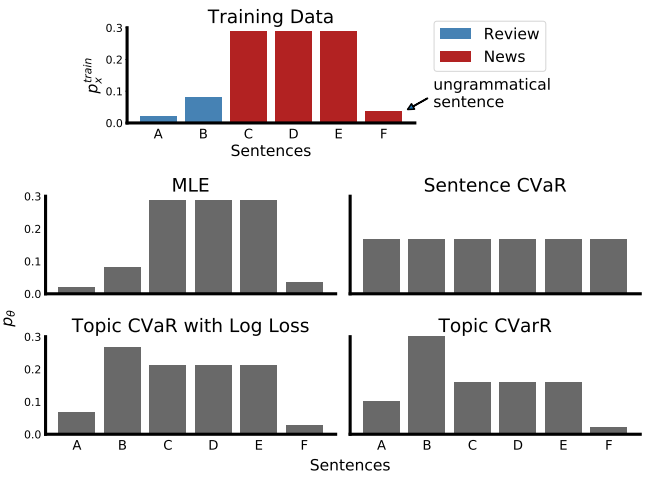 Training Data
Review
News
ungrammatical
sentence
0.3
0.2
0.1
0.0
p_x^train
A B C D E F
Sentences
MLE
Sentence CVaR
0.3
0.2
0.1
0.0
p_θ
Topic CVaR with Log Loss
Topic CVarR
0.3
0.2
0.1
0.0
A B C D E F
A B C D E F
Sentences